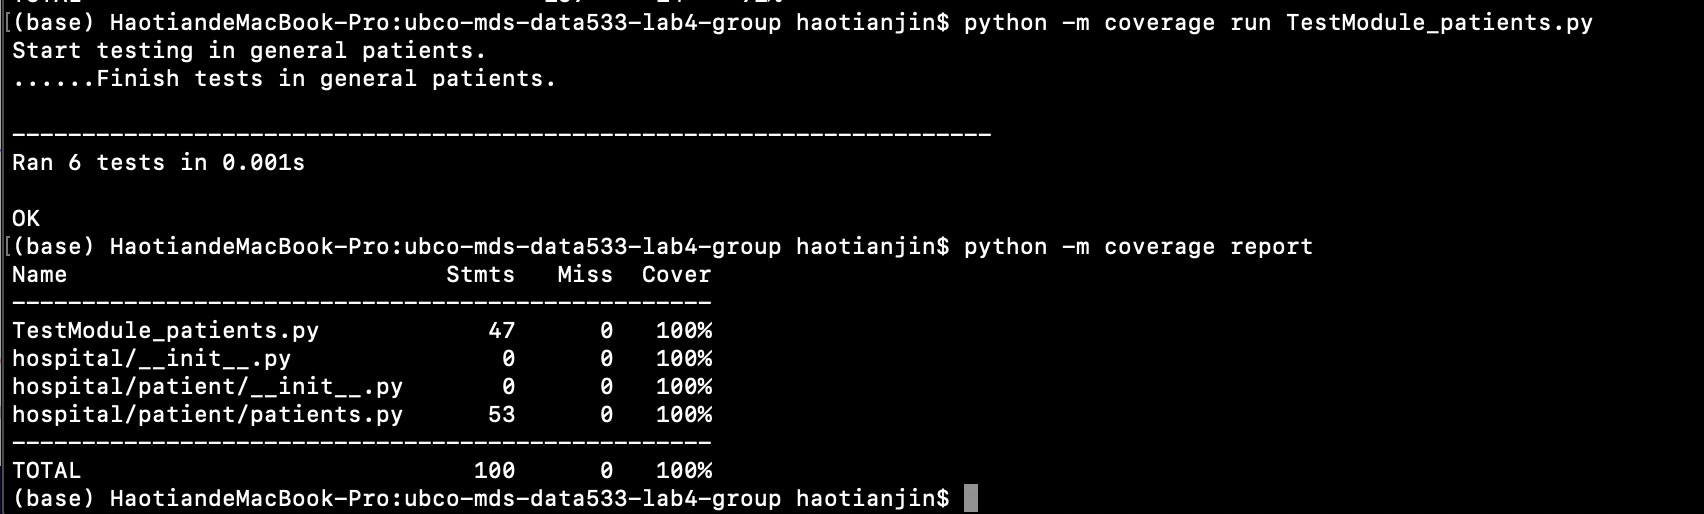 (base) HaotiandeMacBook-Pro:ubco-mds-data533-lab4-group haotianjin$ python -m coverage run TestModule_patients.py
Start testing in general patients.
......Finish tests in general patients.

----------------------------------------------------------------------
Ran 6 tests in 0.001s

OK
(base) HaotiandeMacBook-Pro:ubco-mds-data533-lab4-group haotianjin$ python -m coverage report
Name                           Stmts   Miss  Cover
--------------------------------------------------
TestModule_patients.py            47      0   100%
hospital/__init__.py               0      0   100%
hospital/patient/__init__.py       0      0   100%
hospital/patient/patients.py      53      0   100%
--------------------------------------------------
TOTAL                            100      0   100%
(base) HaotiandeMacBook-Pro:ubco-mds-data533-lab4-group haotianjin$